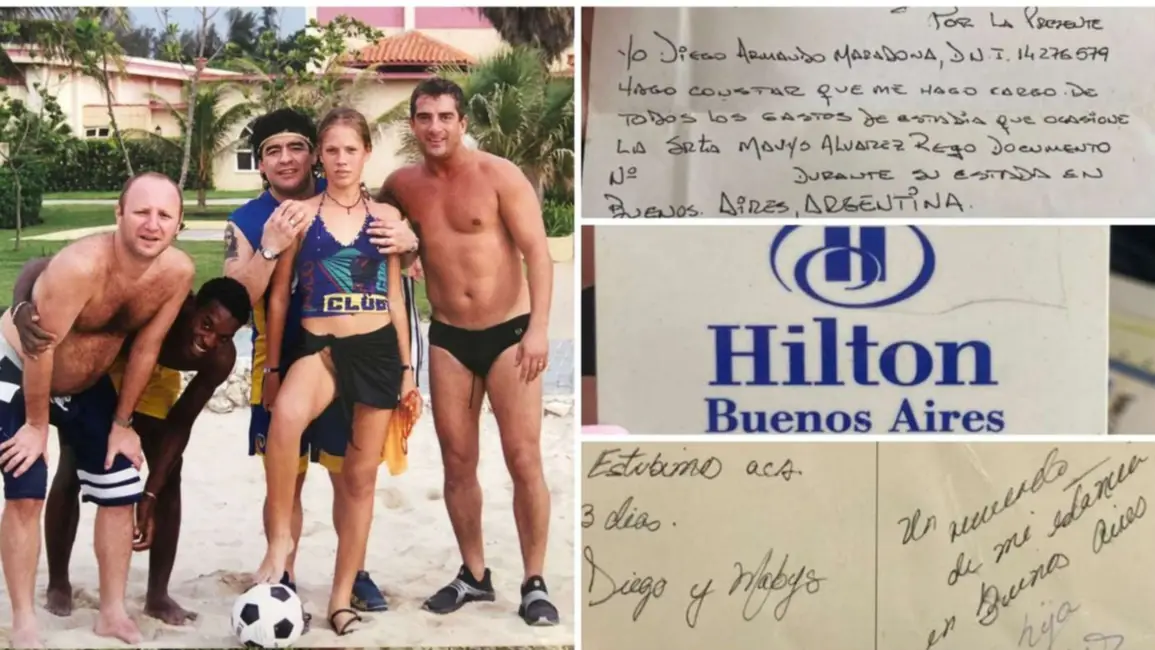 CLUB
POR LA PRESENTE
YO DIEGO ARMANDO MARADONA, D.N.I. 14276579
HAGO CONSTAR QUE ME HAGO CARGO DE
TODOS LOS GASTOS DE ESTADIA QUE OCASIONE
LA SRTA MAVYS ALVAREZ REGO DOCUMENTO
Nº DURANTE SU ESTADA EN
BUENOS. AIRES, ARGENTINA.
H
Hilton
Buenos Aires
Estubimo aca.
3 dias.
Diego y Mabys
Un recuerdo
de mi estancia
en Buenos Aires
hija